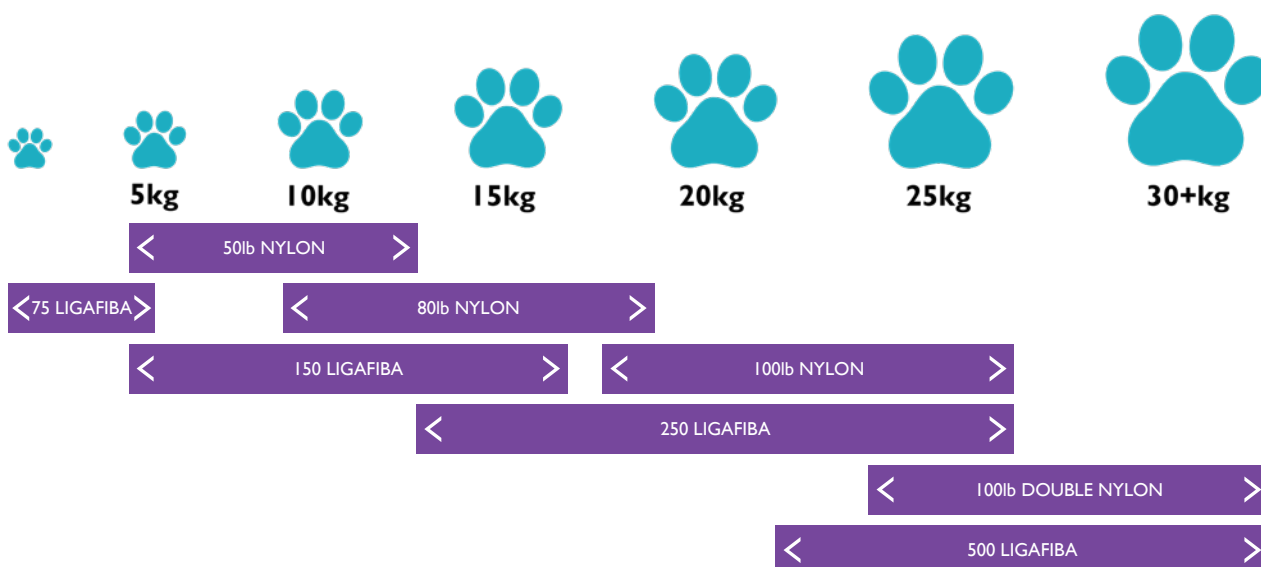 5kg
10kg
15kg
20kg
25kg
30+kg
50lb NYLON
75 LIGAFIBA
80lb NYLON
150 LIGAFIBA
100lb NYLON
250 LIGAFIBA
100lb DOUBLE NYLON
500 LIGAFIBA